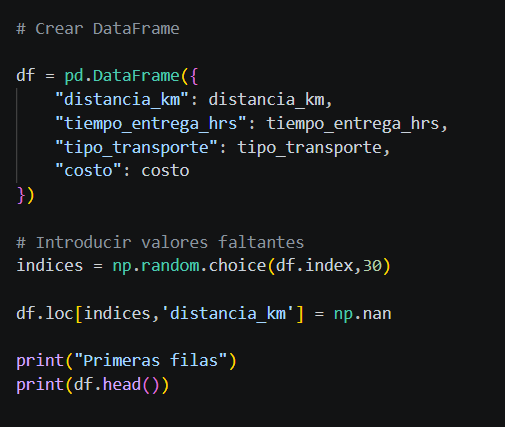 # Crear DataFrame
df = pd.DataFrame({
    "distancia_km": distancia_km,
    "tiempo_entrega_hrs": tiempo_entrega_hrs,
    "tipo_transporte": tipo_transporte,
    "costo": costo
})
# Introducir valores faltantes
indices = np.random.choice(df.index,30)
df.loc[indices,'distancia_km'] = np.nan
print("Primeras filas")
print(df.head())